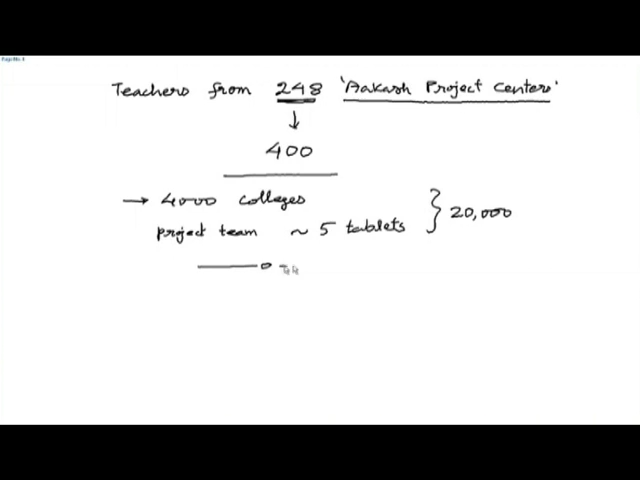 Teachers from 248 'Aakash Project Centers'
↓
400
→ 4000 colleges
project team ~ 5 tablets } 20,000